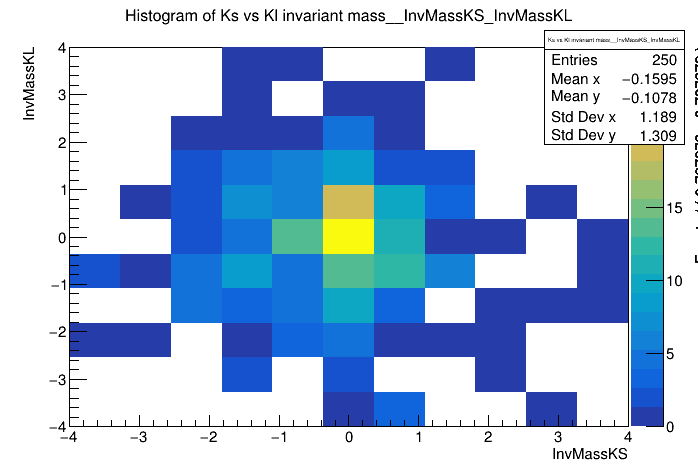 Histogram of Ks vs Kl invariant mass__InvMassKS_InvMassKL
Ks vs Kl invariant mass__InvMassKS_InvMassKL
Entries 250
Mean x −0.1595
Mean y −0.1078
Std Dev x 1.189
Std Dev y 1.309
InvMassKL
4
3
2
1
0
−1
−2
−3
−4
−4 −3 −2 −1 0 1 2 3 4
InvMassKS
15
10
5
0